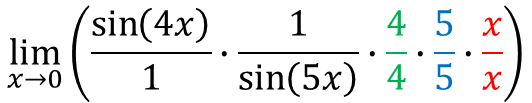 lim x→0 ( sin(4x)/1 · 1/sin(5x) · 4/4 · 5/5 · x/x )